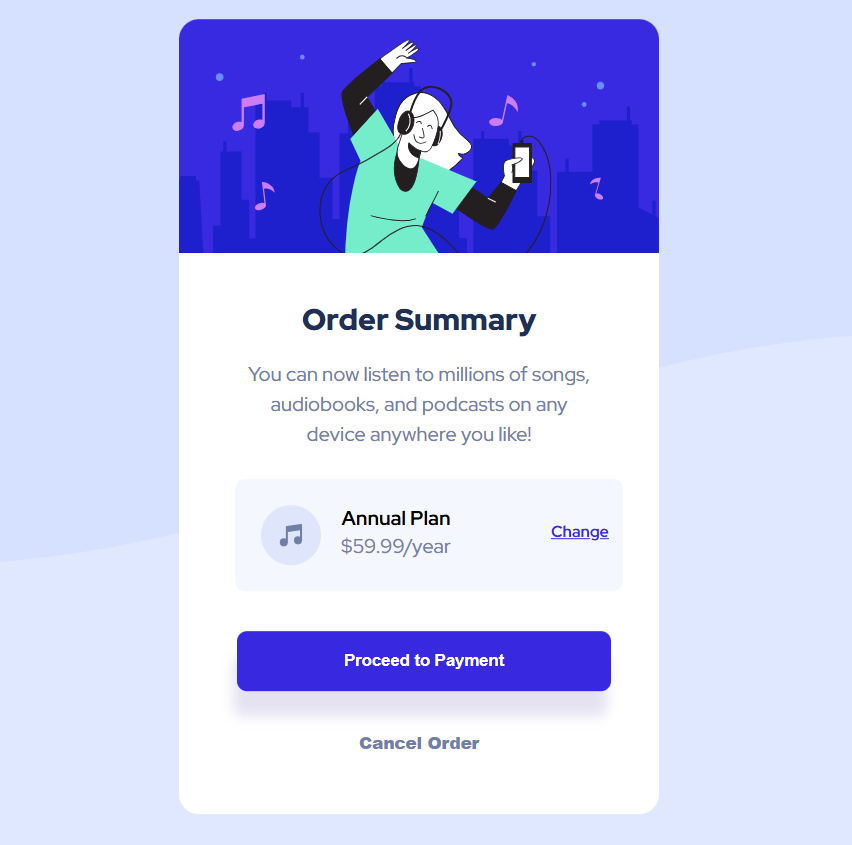 Order Summary
You can now listen to millions of songs,
audiobooks, and podcasts on any
device anywhere you like!
Annual Plan
$59.99/year
Change
Proceed to Payment
Cancel Order